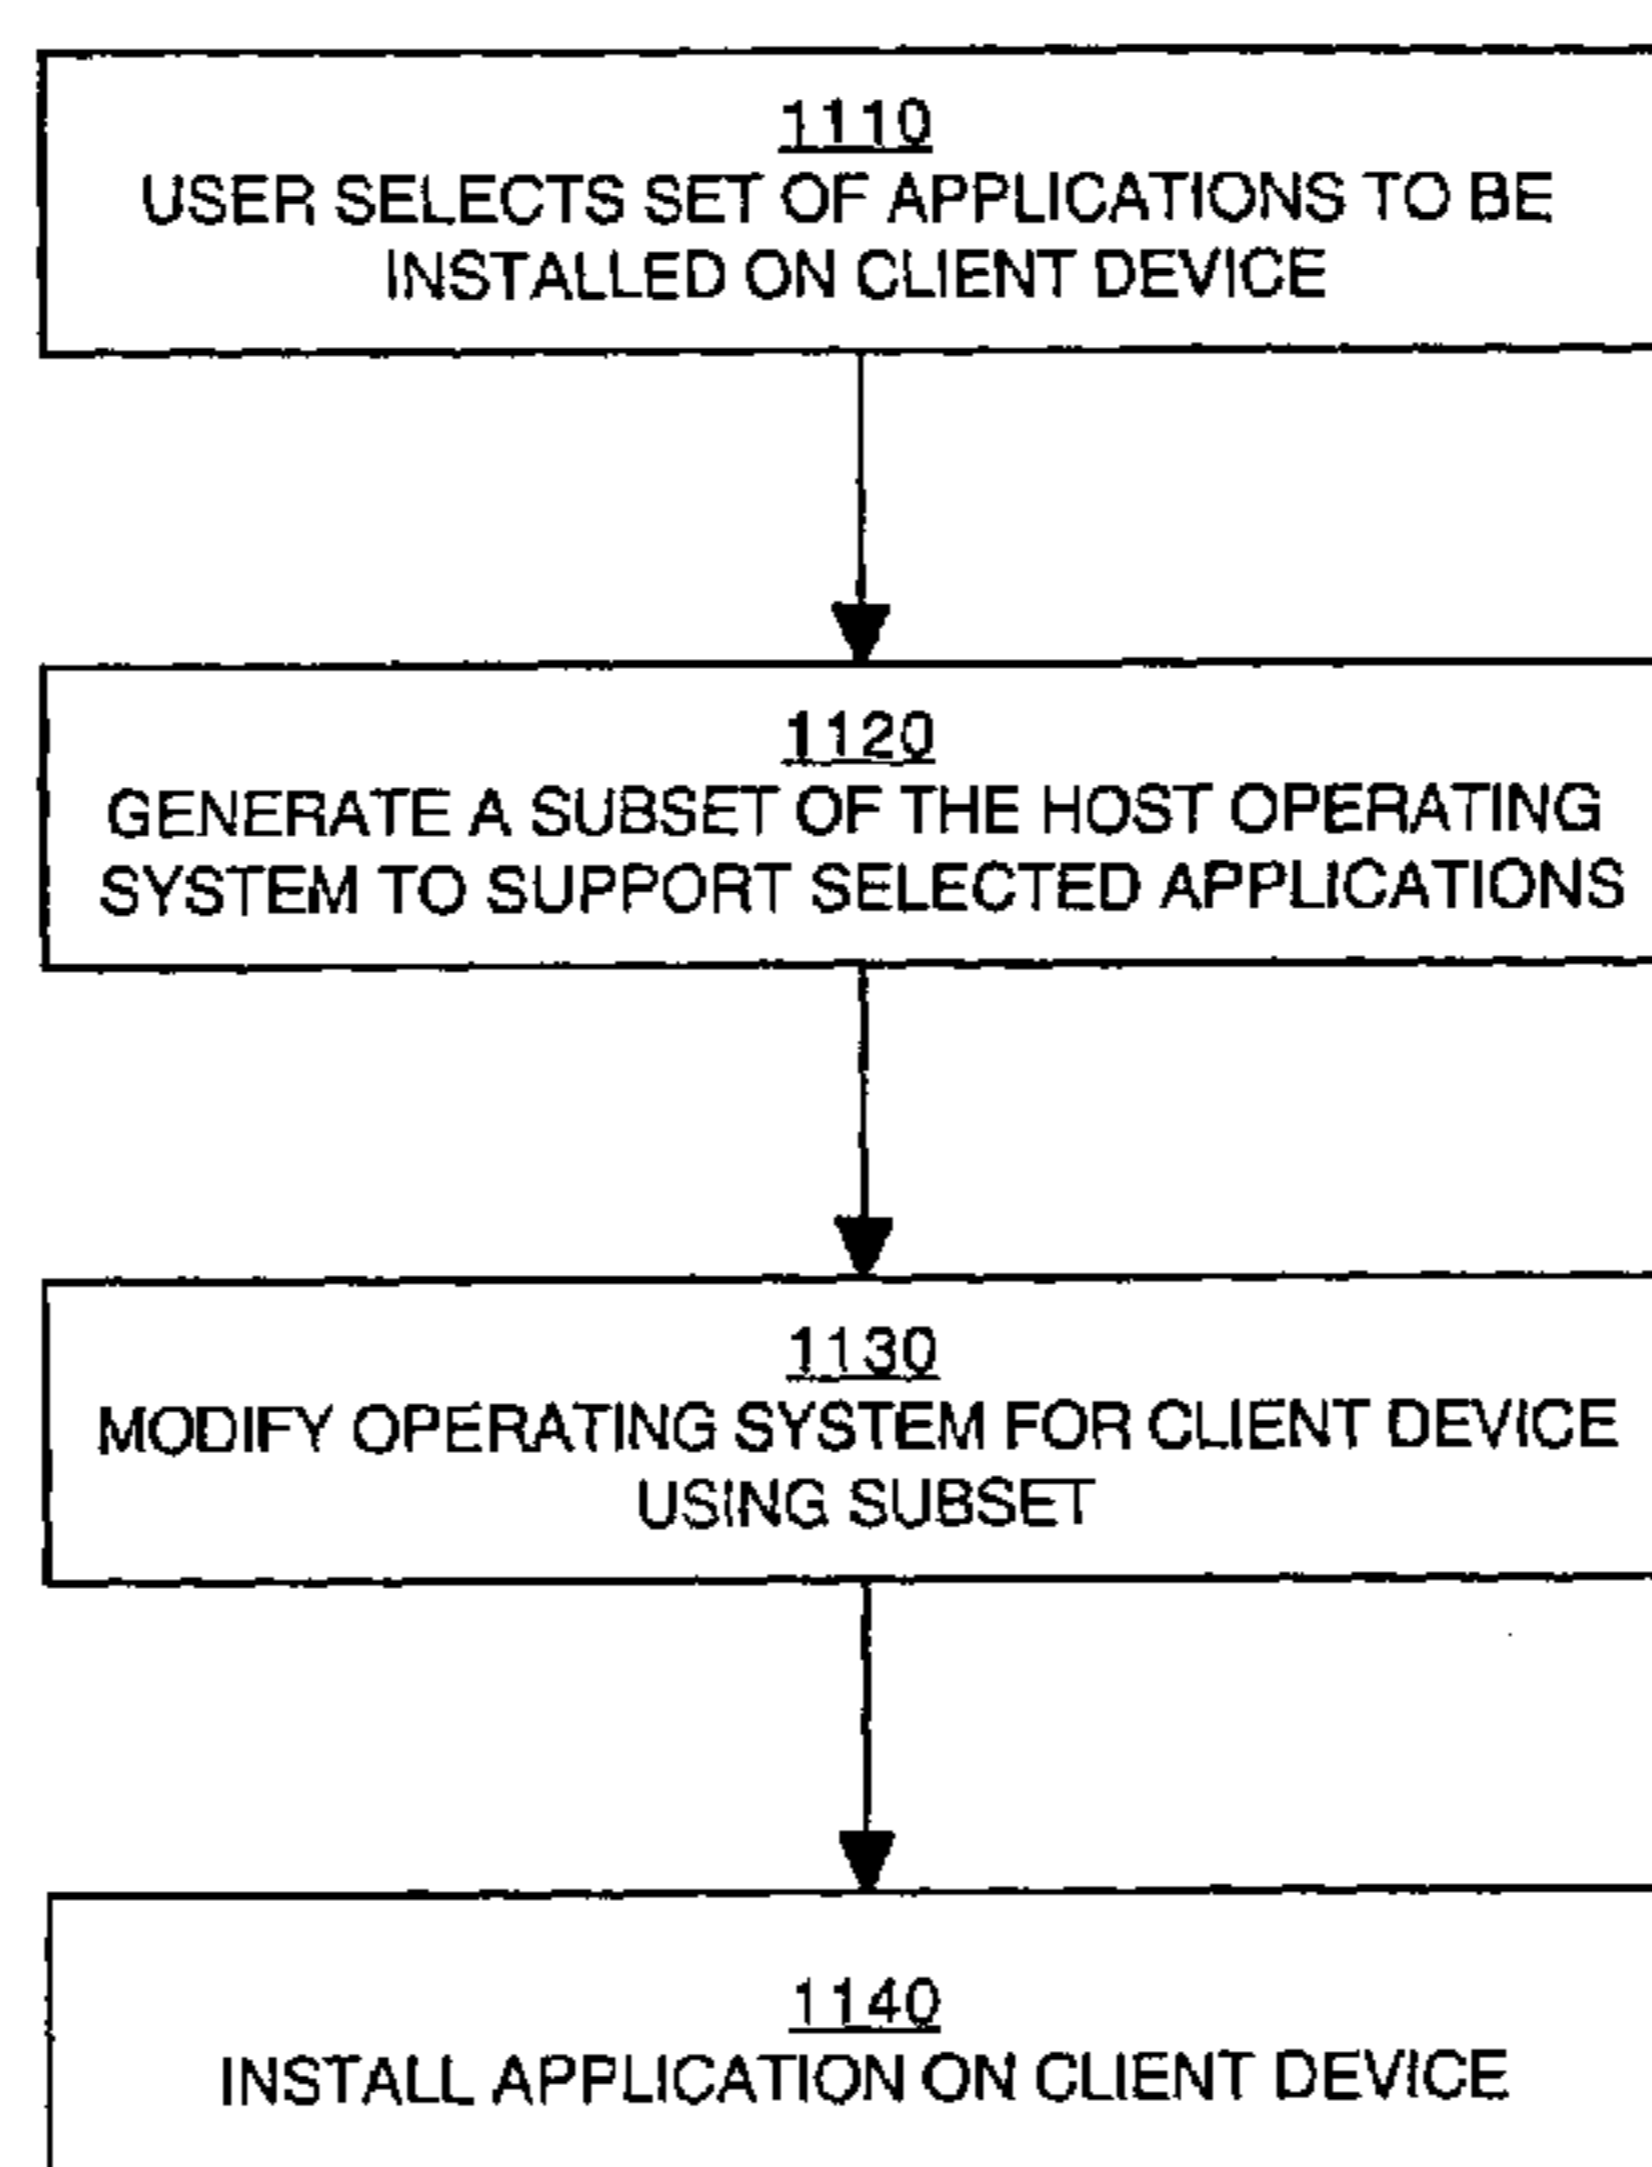 1110
USER SELECTS SET OF APPLICATIONS TO BE
INSTALLED ON CLIENT DEVICE
1120
GENERATE A SUBSET OF THE HOST OPERATING
SYSTEM TO SUPPORT SELECTED APPLICATIONS
1130
MODIFY OPERATING SYSTEM FOR CLIENT DEVICE
USING SUBSET
1140
INSTALL APPLICATION ON CLIENT DEVICE